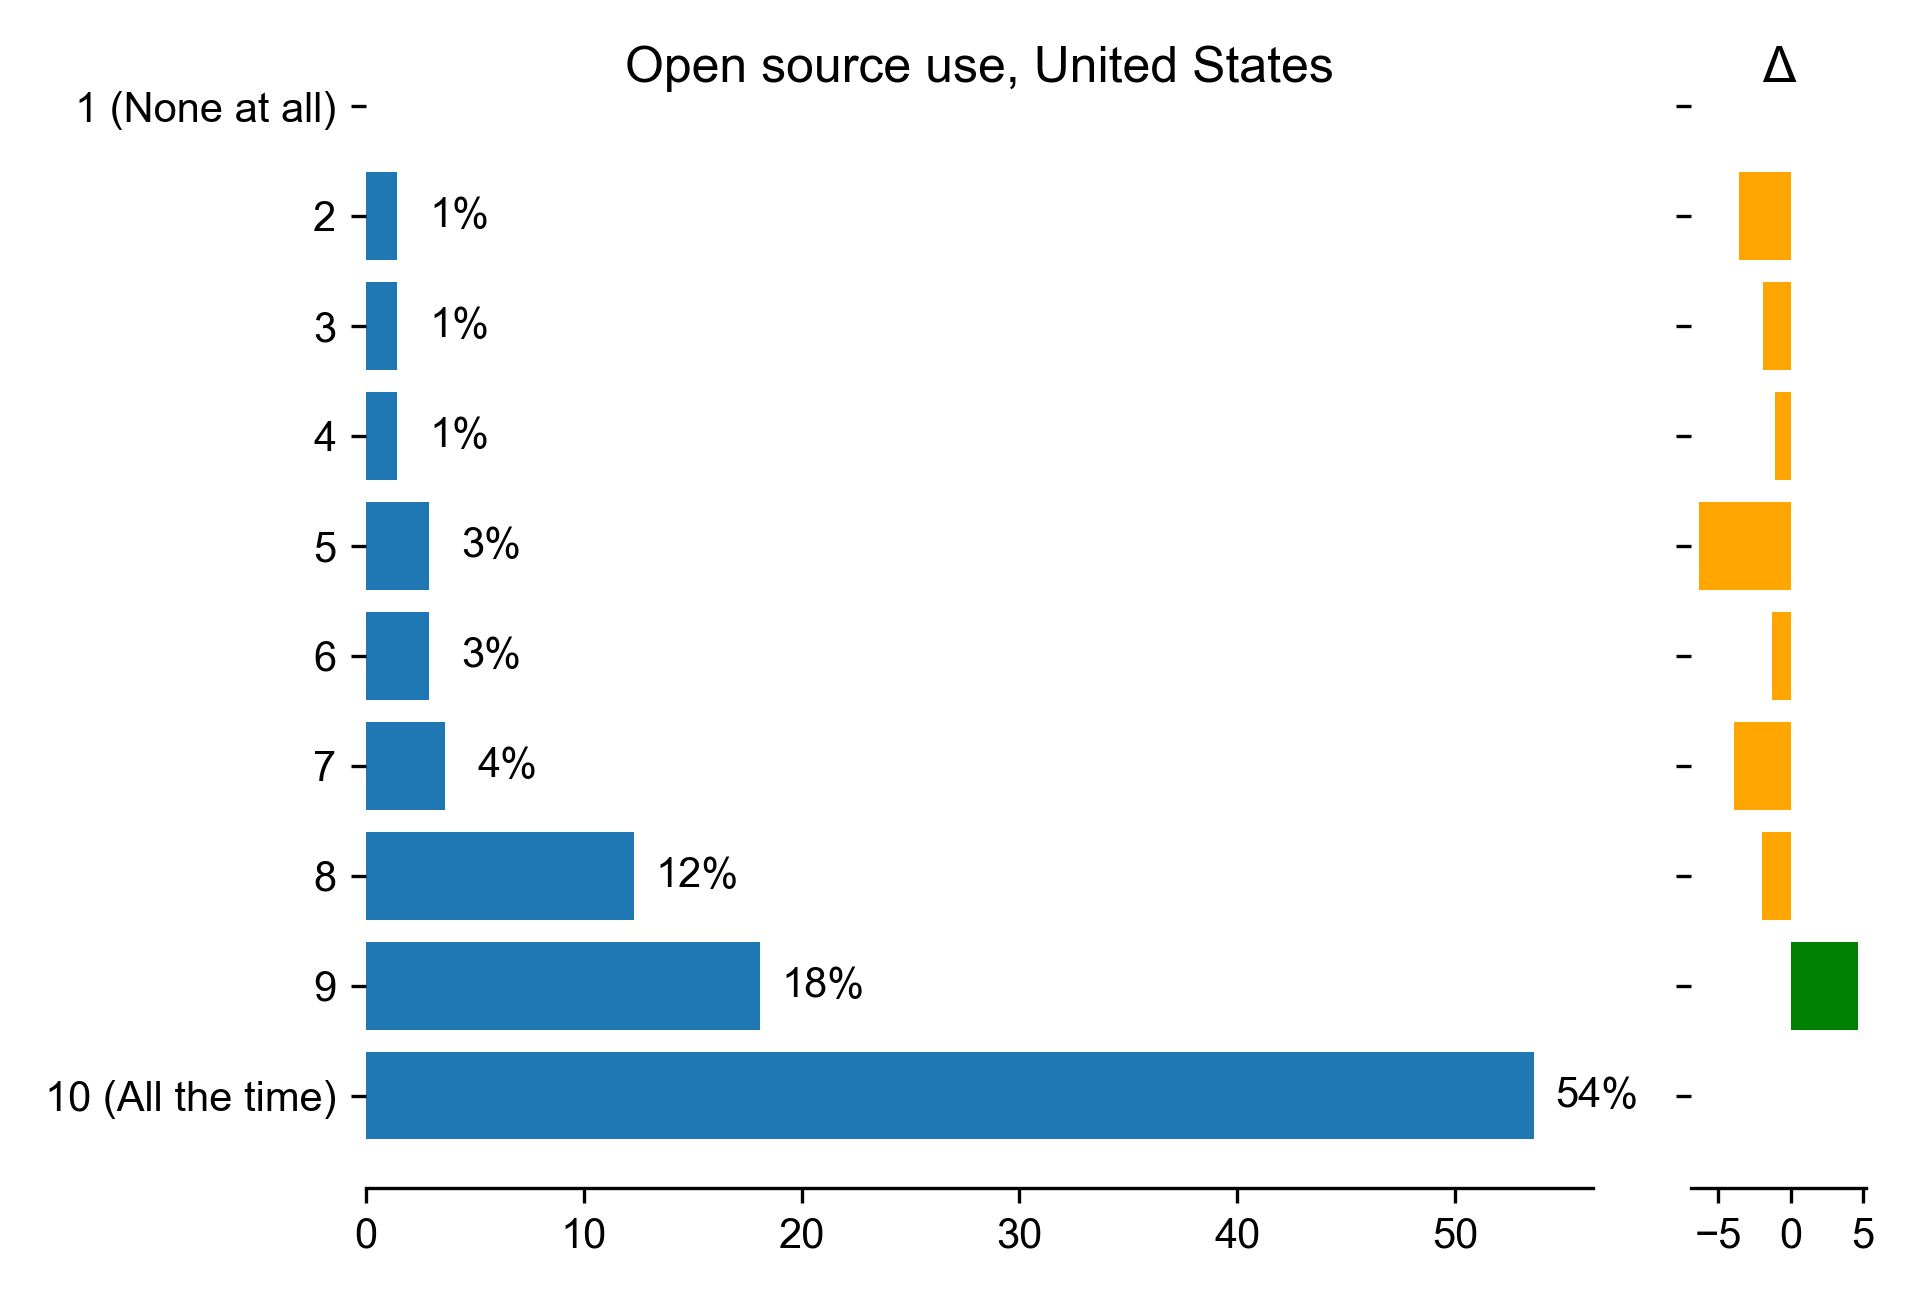 Open source use, United States
Δ
1 (None at all)
2
1%
3
1%
4
1%
5
3%
6
3%
7
4%
8
12%
9
18%
10 (All the time)
54%
0 10 20 30 40 50
−5 0 5